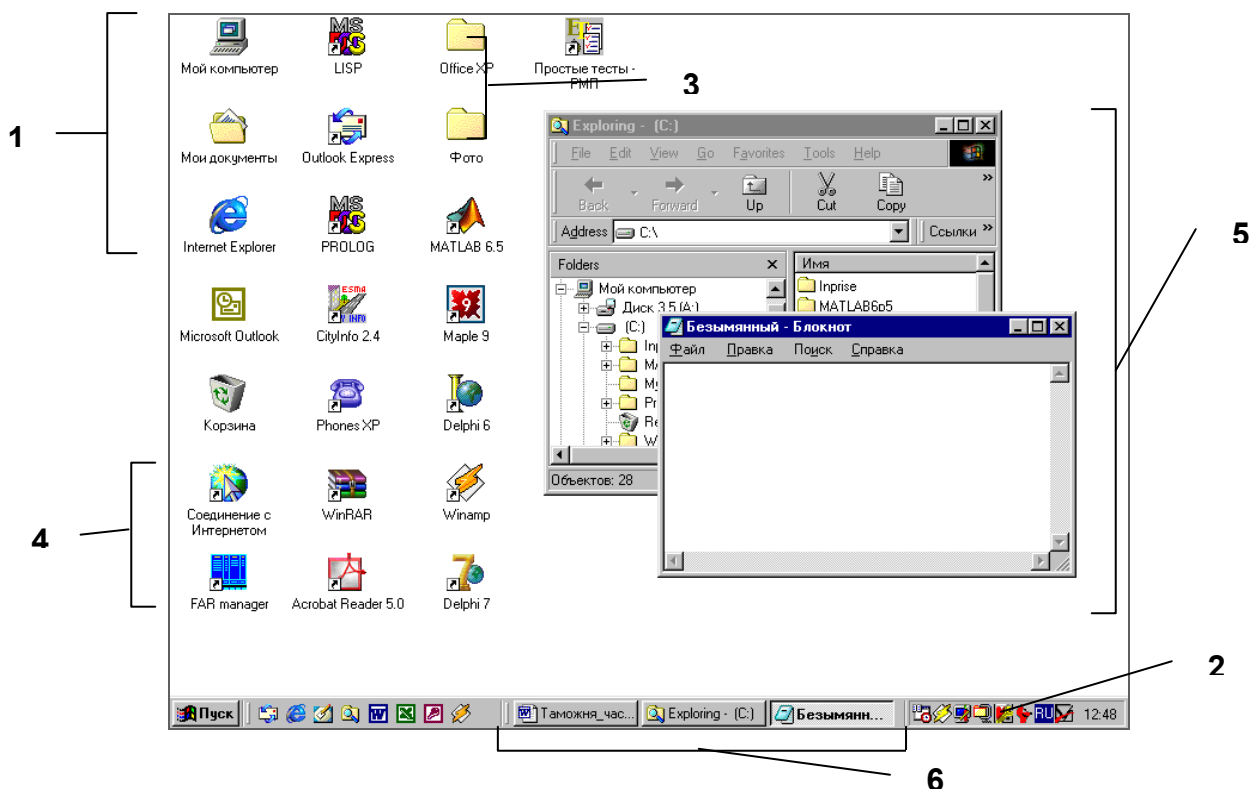 1
2
3
4
5
6
Мой компьютер
LISP
Office XP
Простые тесты -
РМП
Мои документы
Outlook Express
Фото
Internet Explorer
PROLOG
MATLAB 6.5
Microsoft Outlook
CityInfo 2.4
Maple 9
Корзина
Phones XP
Delphi 6
Соединение с
Интернетом
WinRAR
Winamp
FAR manager
Acrobat Reader 5.0
Delphi 7
Exploring - (C:)
File Edit View Go Favorites Tools Help
Back Forward Up Cut Copy »
Address C:\ Ссылки »
Folders
Имя
Мой компьютер
Inprise
Диск 3,5 (A:)
MATLAB6p5
(C:)
Объектов: 28
Безымянный - Блокнот
Файл Правка Поиск Справка
Пуск
Таможня_час...
Exploring - (C:)
Безымянн...
RU
12:48